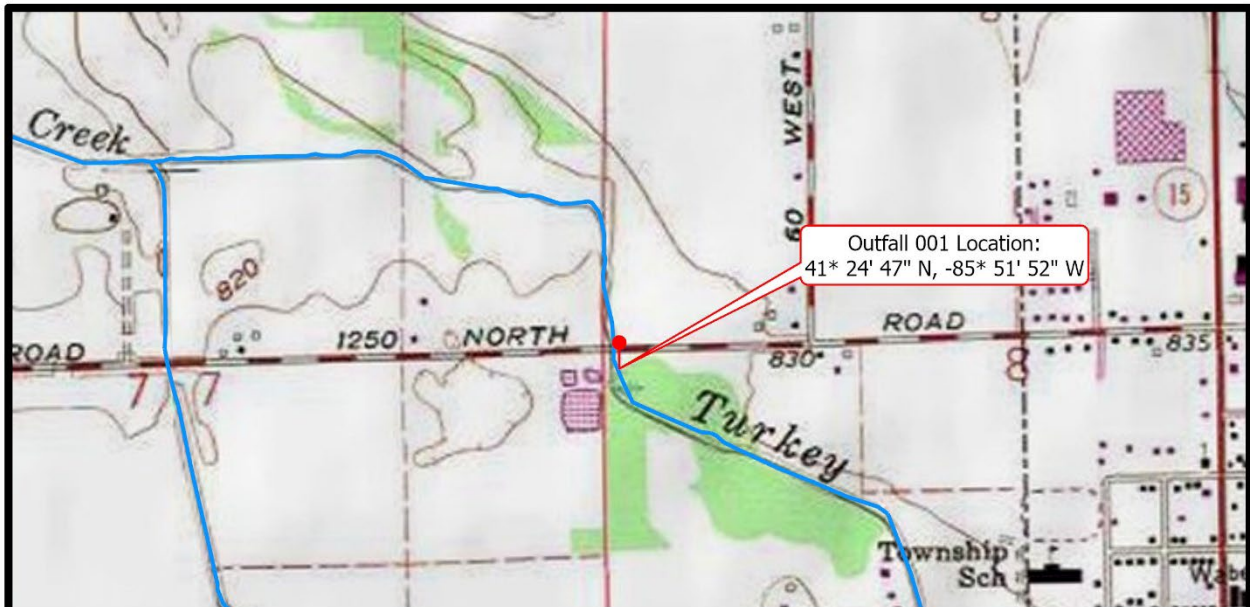 Creek
WEST
60
15
Outfall 001 Location:
41* 24' 47" N, -85* 51' 52" W
820
ROAD
1250 NORTH
ROAD
830
835
7 7
8
Turkey
Township
Sch